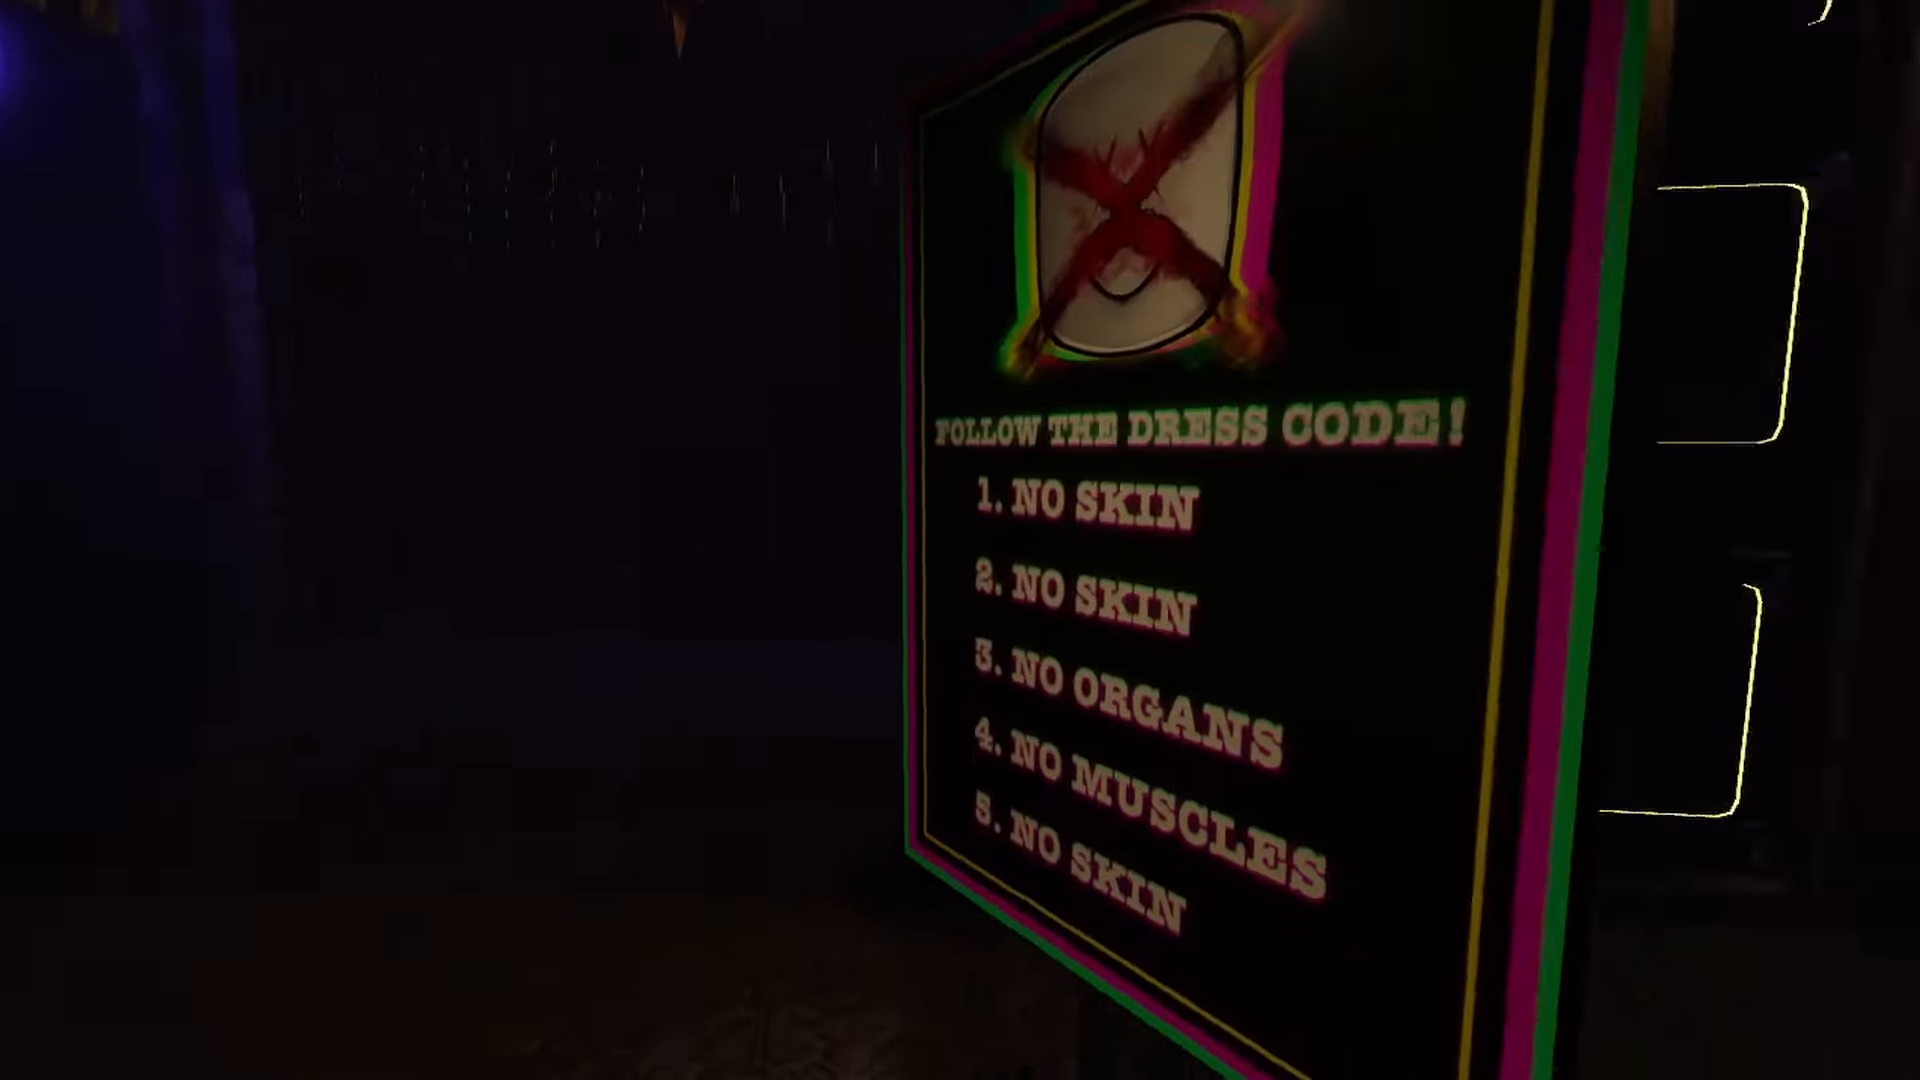 FOLLOW THE DRESS CODE!
1. NO SKIN
2. NO SKIN
3. NO ORGANS
4. NO MUSCLES
5. NO SKIN